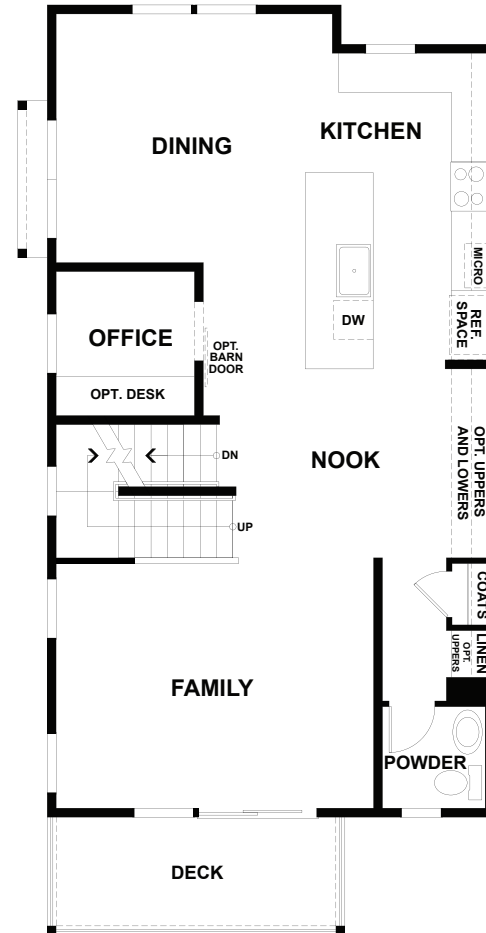 DINING
KITCHEN
MICRO
REF.
SPACE
DW
OFFICE
OPT.
BARN
DOOR
OPT. DESK
DN
NOOK
OPT. UPPERS
AND LOWERS
UP
COATS
LINEN
OPT.
UPPERS
FAMILY
POWDER
DECK